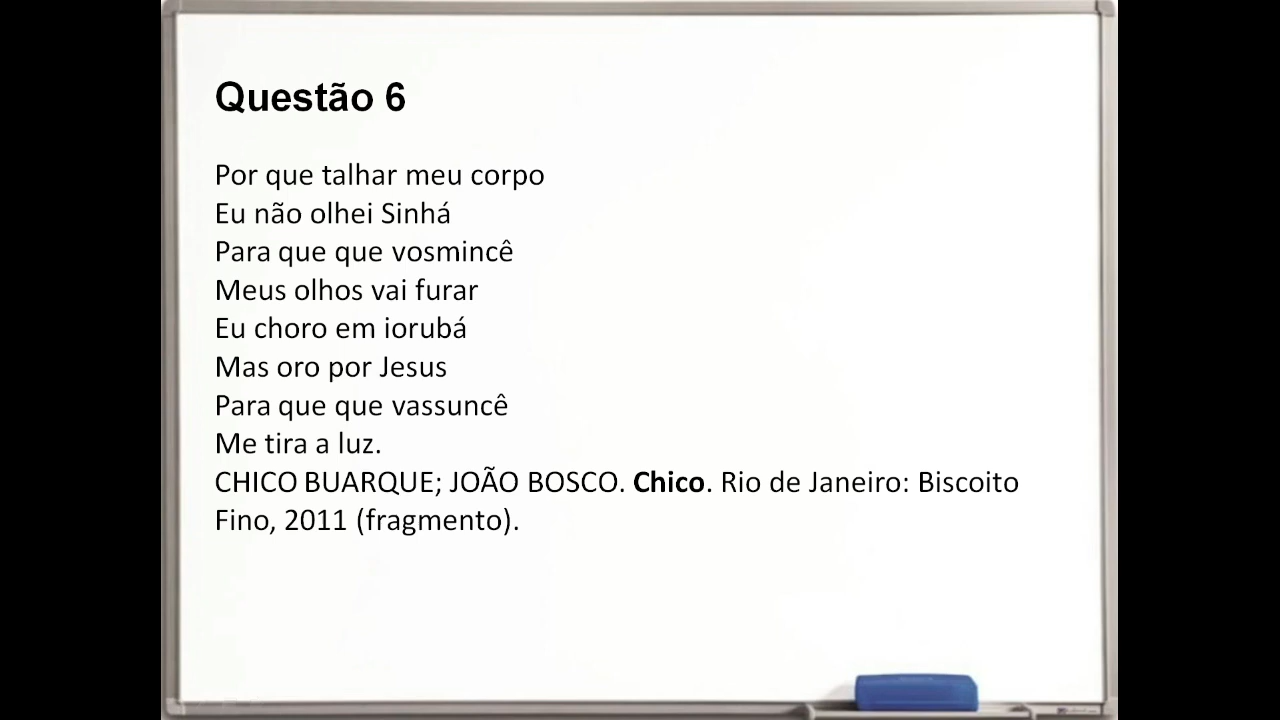 Questão 6
Por que talhar meu corpo
Eu não olhei Sinhá
Para que que vosmincê
Meus olhos vai furar
Eu choro em iorubá
Mas oro por Jesus
Para que que vassuncê
Me tira a luz.
CHICO BUARQUE; JOÃO BOSCO. Chico. Rio de Janeiro: Biscoito
Fino, 2011 (fragmento).